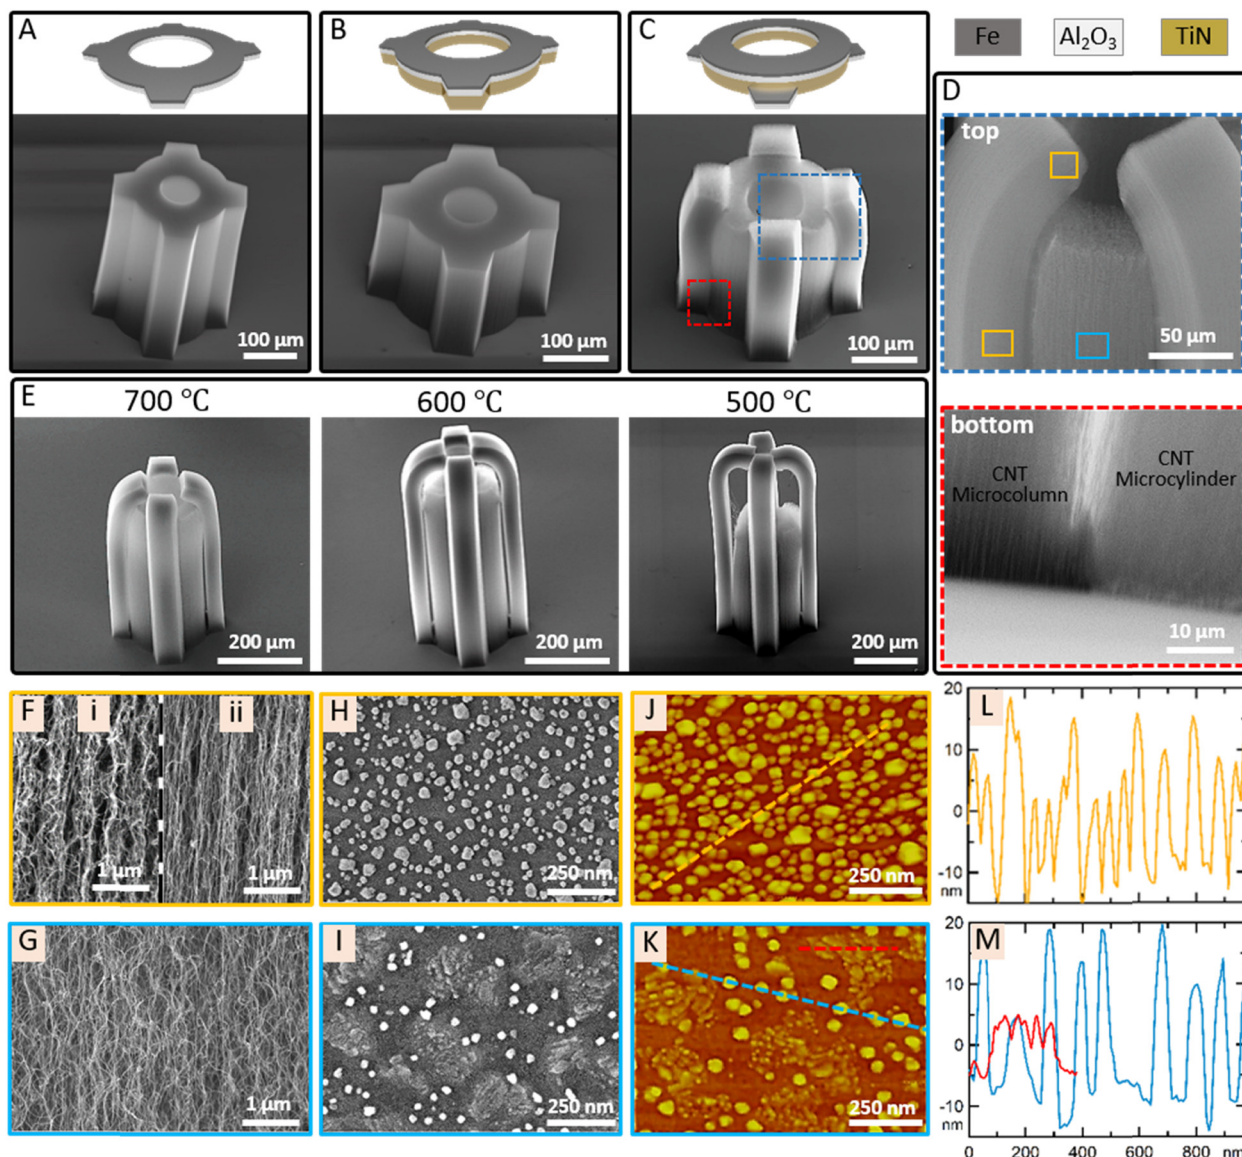 A
B
C
Fe
Al₂O₃
TiN
D
100 µm
100 µm
100 µm
top
50 µm
E
700 °C
600 °C
500 °C
200 µm
200 µm
200 µm
bottom
CNT
Microcolumn
CNT
Microcylinder
10 µm
F
i
ii
1 µm
1 µm
H
250 nm
J
250 nm
L
20
10
0
-10
nm
G
1 µm
I
250 nm
K
250 nm
M
20
10
0
-10
nm
0 200 400 600 800 nm